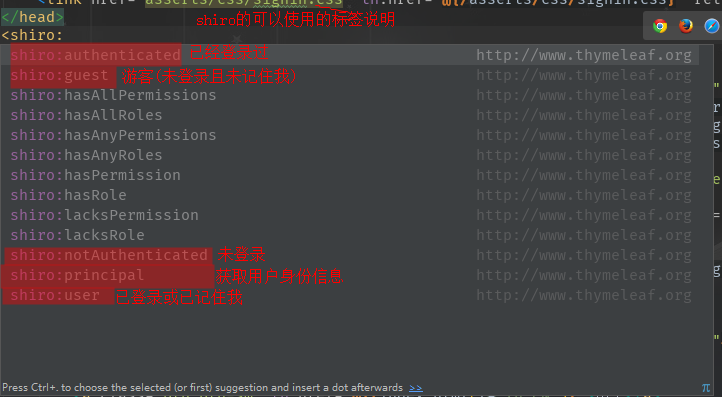 <link href="assets/css/signin.css" th:href="@{/assets/css/signin.css}" rel
shiro的可以使用的标签说明
</head>
<shiro:
shiro:authenticated http://www.thymeleaf.org
shiro:guest 游客(未登录且未记住我) http://www.thymeleaf.org
shiro:hasAllPermissions http://www.thymeleaf.org
shiro:hasAllRoles http://www.thymeleaf.org
shiro:hasAnyPermissions http://www.thymeleaf.org
shiro:hasAnyRoles http://www.thymeleaf.org
shiro:hasPermission http://www.thymeleaf.org
shiro:hasRole http://www.thymeleaf.org
shiro:lacksPermission http://www.thymeleaf.org
shiro:lacksRole http://www.thymeleaf.org
shiro:notAuthenticated 未登录 http://www.thymeleaf.org
shiro:principal 获取用户身份信息 http://www.thymeleaf.org
shiro:user 已登录或已记住我 http://www.thymeleaf.org
Press Ctrl+. to choose the selected (or first) suggestion and insert a dot afterwards >> π